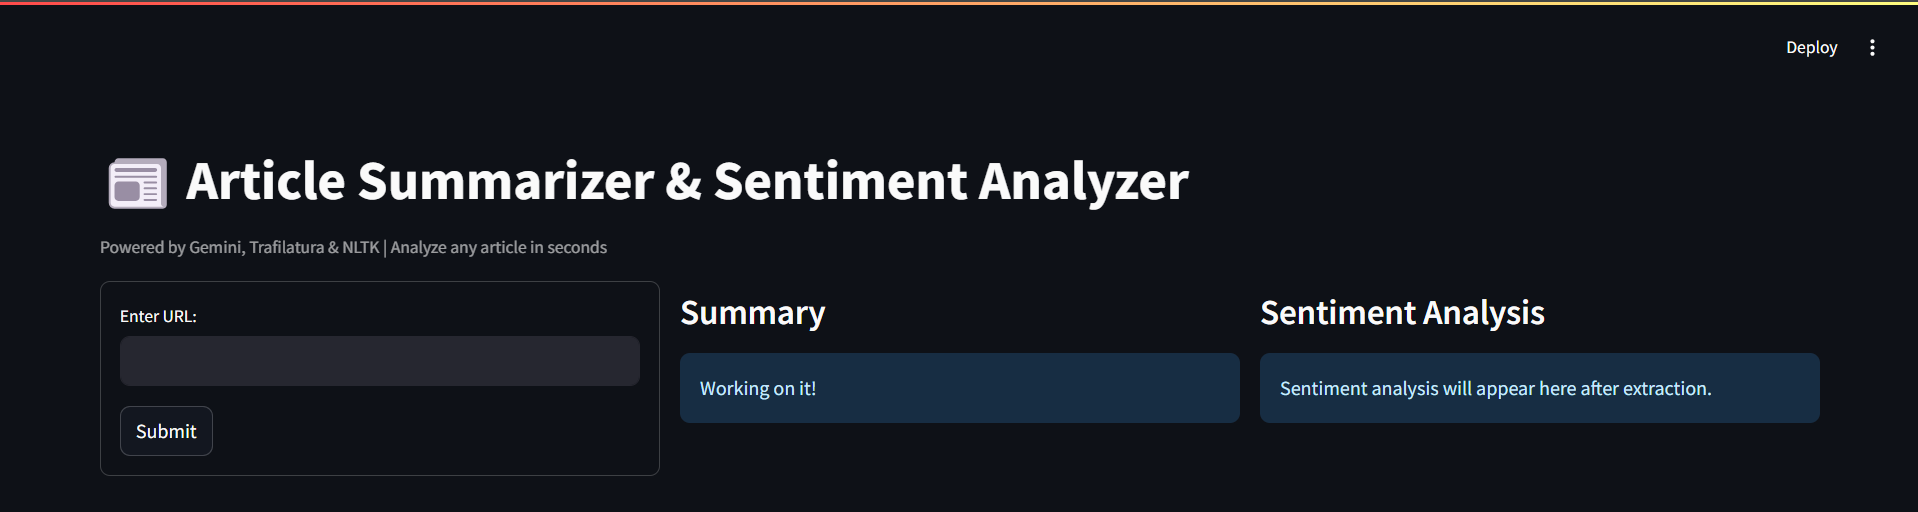 Deploy
Article Summarizer & Sentiment Analyzer
Powered by Gemini, Trafilatura & NLTK | Analyze any article in seconds
Enter URL:
Submit
Summary
Working on it!
Sentiment Analysis
Sentiment analysis will appear here after extraction.